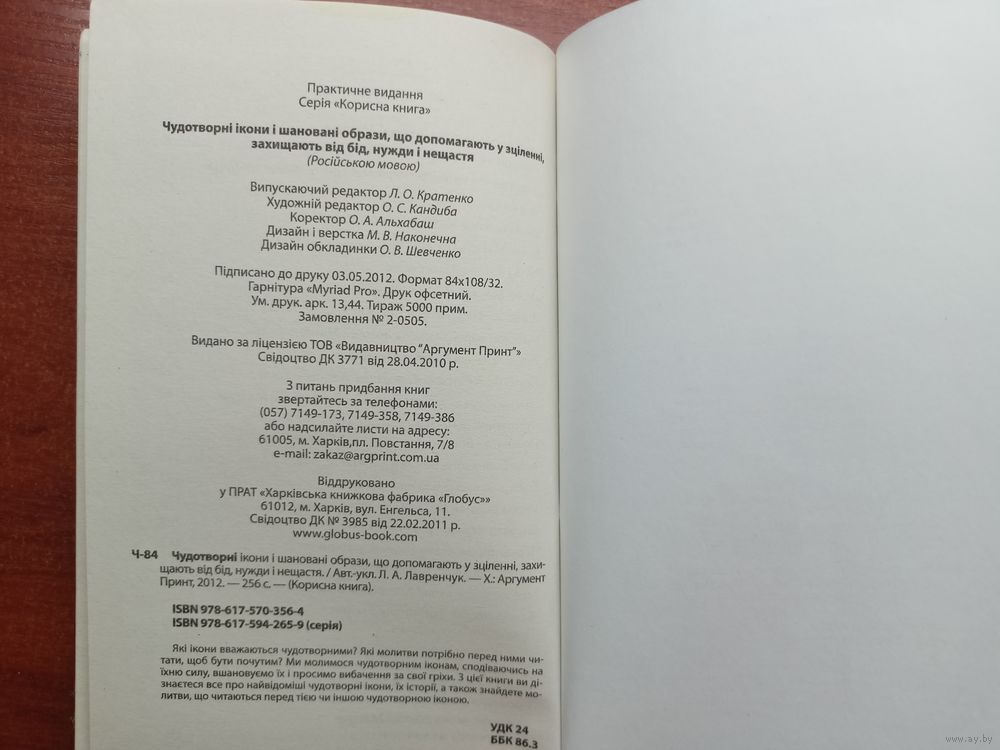 Практичне видання
Серія «Корисна книга»
Чудотворні ікони і шановані образи, що допомагають у зціленні,
захищають від бід, нужди і нещастя
(Російською мовою)
Випускаючий редактор Л. О. Кратенко
Художній редактор О. С. Кандиба
Коректор О. А. Альхабаш
Дизайн і верстка М. В. Наконечна
Дизайн обкладинки О. В. Шевченко
Підписано до друку 03.05.2012. Формат 84х108/32.
Гарнітура «Myriad Pro». Друк офсетний.
Ум. друк. арк. 13,44. Тираж 5000 прим.
Замовлення № 2-0505.
Видано за ліцензією ТОВ «Видавництво "Аргумент Принт"»
Свідоцтво ДК 3771 від 28.04.2010 р.
З питань придбання книг
звертайтесь за телефонами:
(057) 7149-173, 7149-358, 7149-386
або надсилайте листи на адресу:
61005, м. Харків,пл. Повстання, 7/8
e-mail: zakaz@argprint.com.ua
Віддруковано
у ПРАТ «Харківська книжкова фабрика «Глобус»»
61012, м. Харків, вул. Енгельса, 11.
Свідоцтво ДК № 3985 від 22.02.2011 р.
www.globus-book.com
Ч-84 Чудотворні ікони і шановані образи, що допомагають у зціленні, захи-
щають від бід, нужди і нещастя. / Авт.-укл. Л. А. Лавренчук. — Х.: Аргумент
Принт, 2012. — 256 с. — (Корисна книга).
ISBN 978-617-570-356-4
ISBN 978-617-594-265-9 (серія)
Які ікони вважаються чудотворними? Які молитви потрібно перед ними чи-
тати, щоб бути почутим? Ми молимося чудотворним іконам, сподіваючись на
їхню силу, вшановуємо їх і просимо вибачення за свої гріхи. З цієї книги ви ді-
знаєтеся все про найвідоміші чудотворні ікони, їх історії, а також знайдете мо-
литви, що читаються перед тією чи іншою чудотворною іконою.
УДК 24
ББК 86.3
www.ay.by